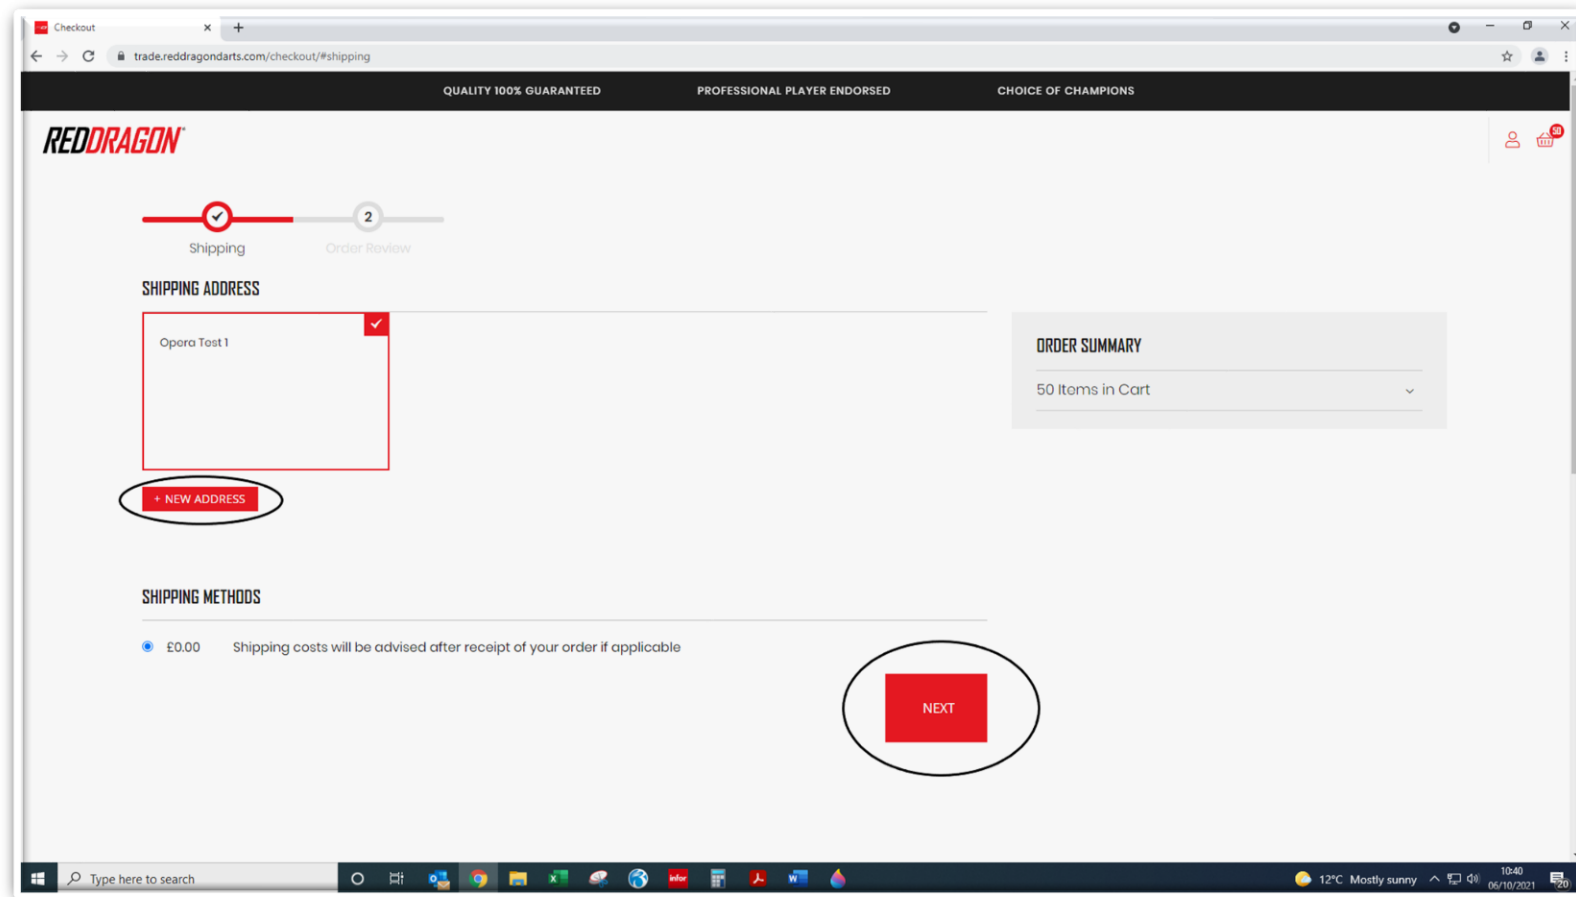 Checkout
trade.reddragondarts.com/checkout/#shipping
QUALITY 100% GUARANTEED PROFESSIONAL PLAYER ENDORSED CHOICE OF CHAMPIONS
REDDRAGON
50
2
Shipping Order Review
SHIPPING ADDRESS
Opera Test 1
ORDER SUMMARY
50 Items in Cart
+ NEW ADDRESS
SHIPPING METHODS
£0.00 Shipping costs will be advised after receipt of your order if applicable
NEXT
Type here to search
infor
12°C Mostly sunny
10:40
06/10/2021
20